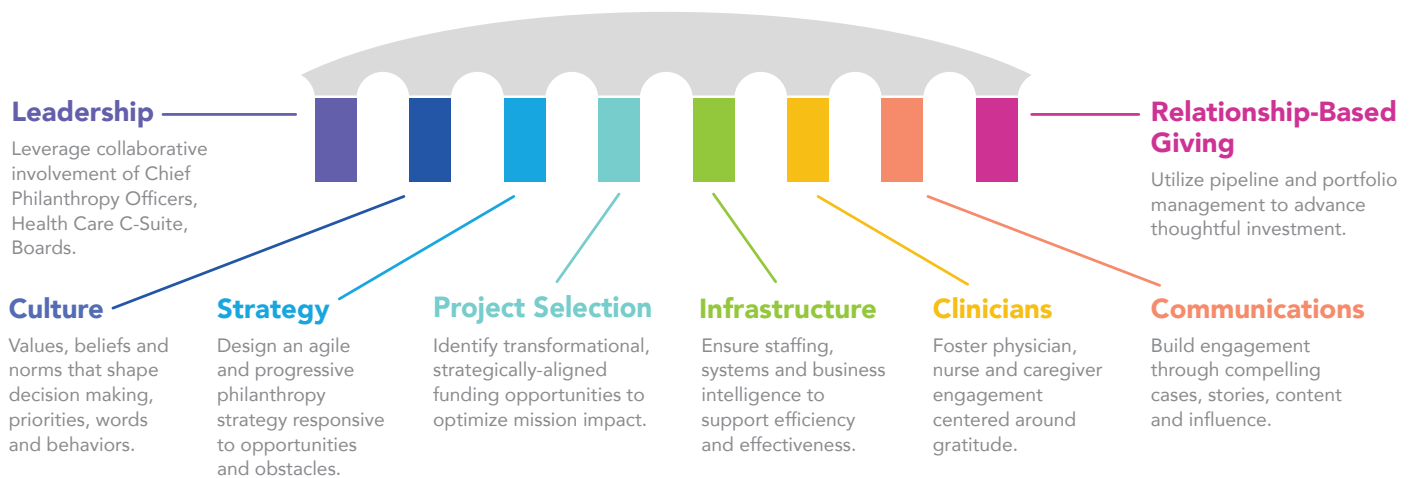 Leadership
Leverage collaborative
involvement of Chief
Philanthropy Officers,
Health Care C-Suite,
Boards.
Relationship-Based
Giving
Utilize pipeline and portfolio
management to advance
thoughtful investment.
Culture
Values, beliefs and
norms that shape
decision making,
priorities, words
and behaviors.
Strategy
Design an agile
and progressive
philanthropy
strategy responsive
to opportunities
and obstacles.
Project Selection
Identify transformational,
strategically-aligned
funding opportunities to
optimize mission impact.
Infrastructure
Ensure staffing,
systems and business
intelligence to
support efficiency
and effectiveness.
Clinicians
Foster physician,
nurse and caregiver
engagement
centered around
gratitude.
Communications
Build engagement
through compelling
cases, stories, content
and influence.